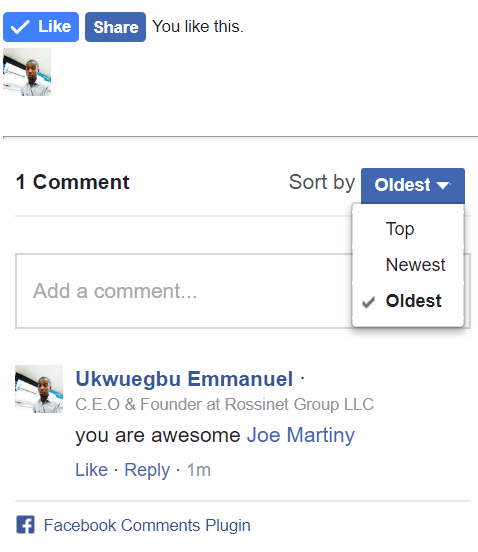 Like Share You like this.
1 Comment Sort by Oldest
Top
Newest
Oldest
Add a comment...
Ukwuegbu Emmanuel ·
C.E.O & Founder at Rossinet Group LLC
you are awesome Joe Martiny
Like · Reply · 1m
Facebook Comments Plugin